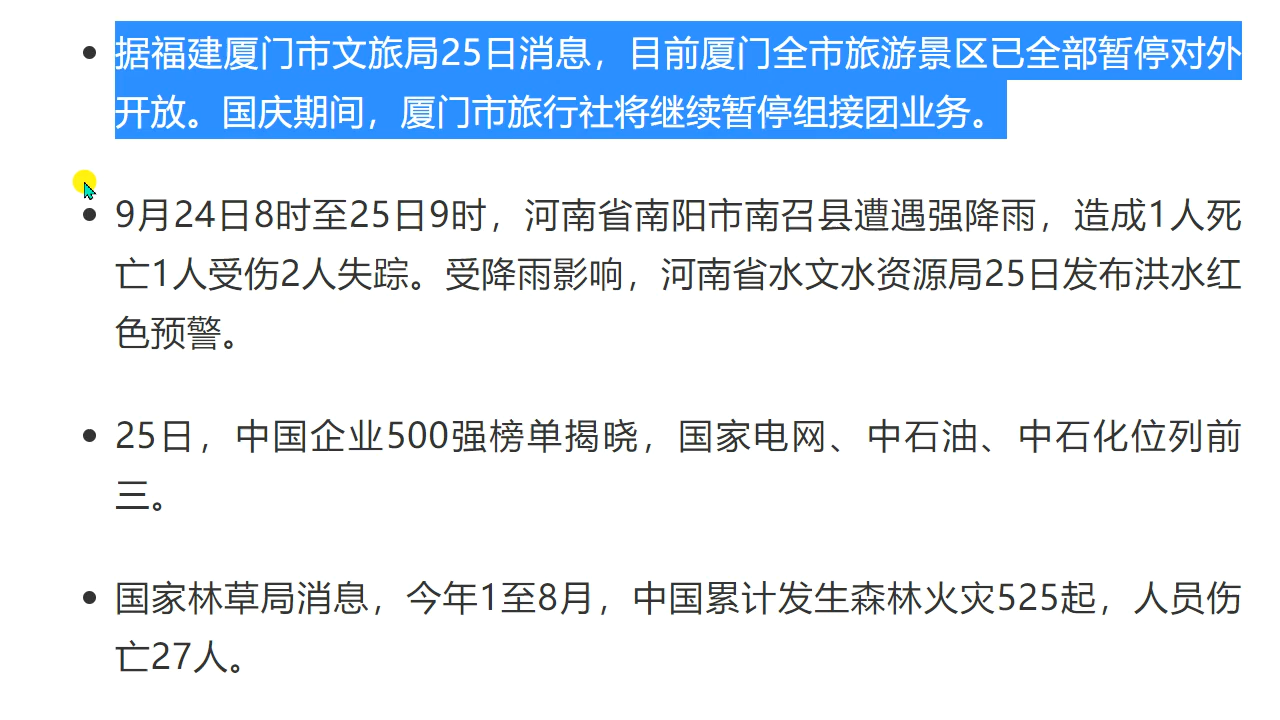 据福建厦门市文旅局25日消息，目前厦门全市旅游景区已全部暂停对外
开放。国庆期间，厦门市旅行社将继续暂停组接团业务。
9月24日8时至25日9时，河南省南阳市南召县遭遇强降雨，造成1人死
亡1人受伤2人失踪。受降雨影响，河南省水文水资源局25日发布洪水红
色预警。
25日，中国企业500强榜单揭晓，国家电网、中石油、中石化位列前
三。
国家林草局消息，今年1至8月，中国累计发生森林火灾525起，人员伤
亡27人。